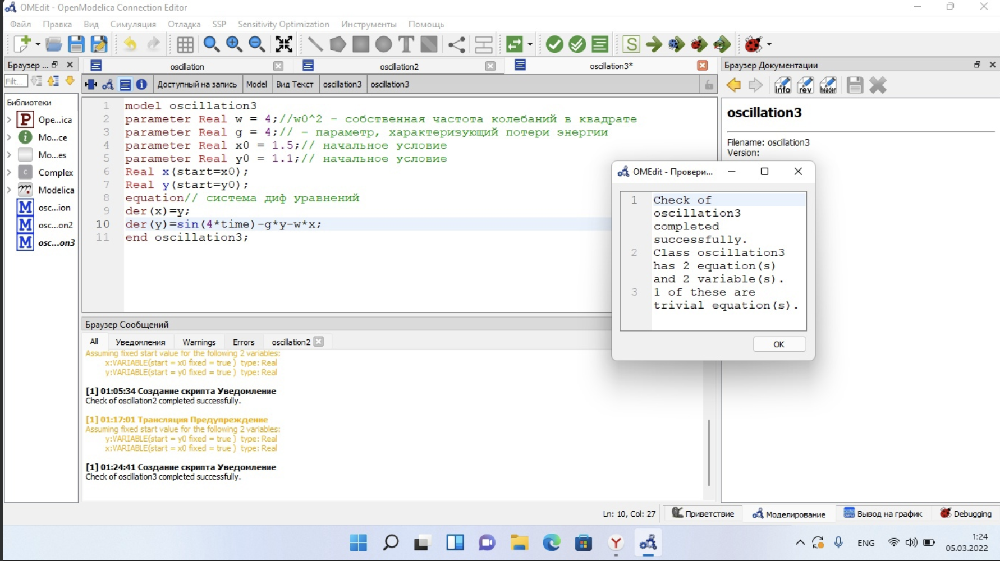 OMEdit - OpenModelica Connection Editor
Файл Правка Вид Симуляция Отладка SSP Sensitivity Optimization Инструменты Помощь
T S
Браузер ...
oscillation oscillation2 oscillation3*
Браузер Документации
Filt...
Доступный на запись Model Вид Текст oscillation3 oscillation3
info rev header
Библиотеки
P Ope...ica
i Mo...ce
Mo...es
C Complex
Modelica
M osc...ion
M osc...on2
M osc...on3
1 model oscillation3
2 parameter Real w = 4;//w0^2 - собственная частота колебаний в квадрате
3 parameter Real g = 4;// - параметр, характеризующий потери энергии
4 parameter Real x0 = 1.5;// начальное условие
5 parameter Real y0 = 1.1;// начальное условие
6 Real x(start=x0);
7 Real y(start=y0);
8 equation// система диф уравнений
9 der(x)=y;
10 der(y)=sin(4*time)-g*y-w*x;
11 end oscillation3;
oscillation3
Filename: oscillation3
Version:
OMEdit - Провери...
1 Check of
oscillation3
completed
successfully.
2 Class oscillation3
has 2 equation(s)
and 2 variable(s).
3 1 of these are
trivial equation(s).
OK
Браузер Сообщений
All Уведомления Warnings Errors oscillation2
Assuming fixed start value for the following 2 variables:
x:VARIABLE(start = x0 fixed = true ) type: Real
y:VARIABLE(start = y0 fixed = true ) type: Real
[1] 01:05:34 Создание скрипта Уведомление
Check of oscillation2 completed successfully.
[1] 01:17:01 Трансляция Предупреждение
Assuming fixed start value for the following 2 variables:
y:VARIABLE(start = y0 fixed = true ) type: Real
x:VARIABLE(start = x0 fixed = true ) type: Real
[1] 01:24:41 Создание скрипта Уведомление
Check of oscillation3 completed successfully.
Ln: 10, Col: 27 Приветствие Моделирование Вывод на график Debugging
ENG
1:24
05.03.2022